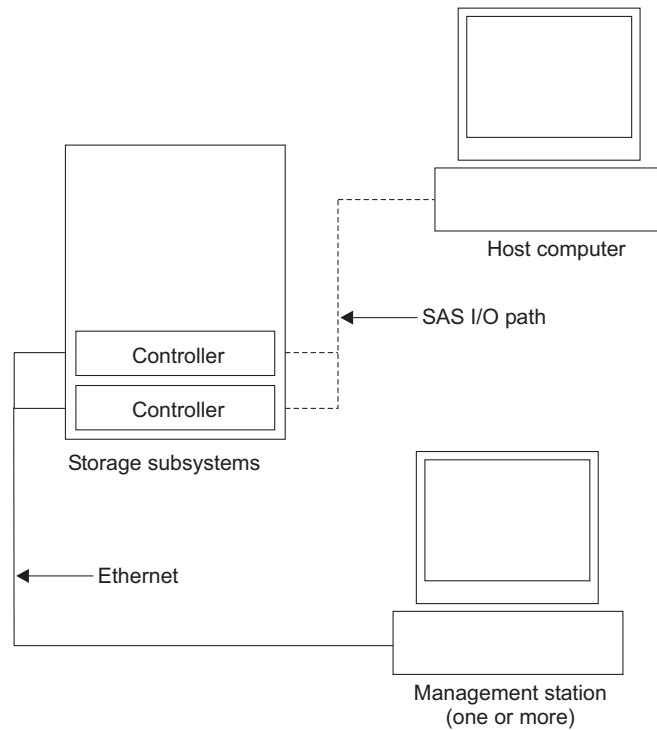 Host computer
SAS I/O path
Controller
Controller
Storage subsystems
Ethernet
Management station
(one or more)